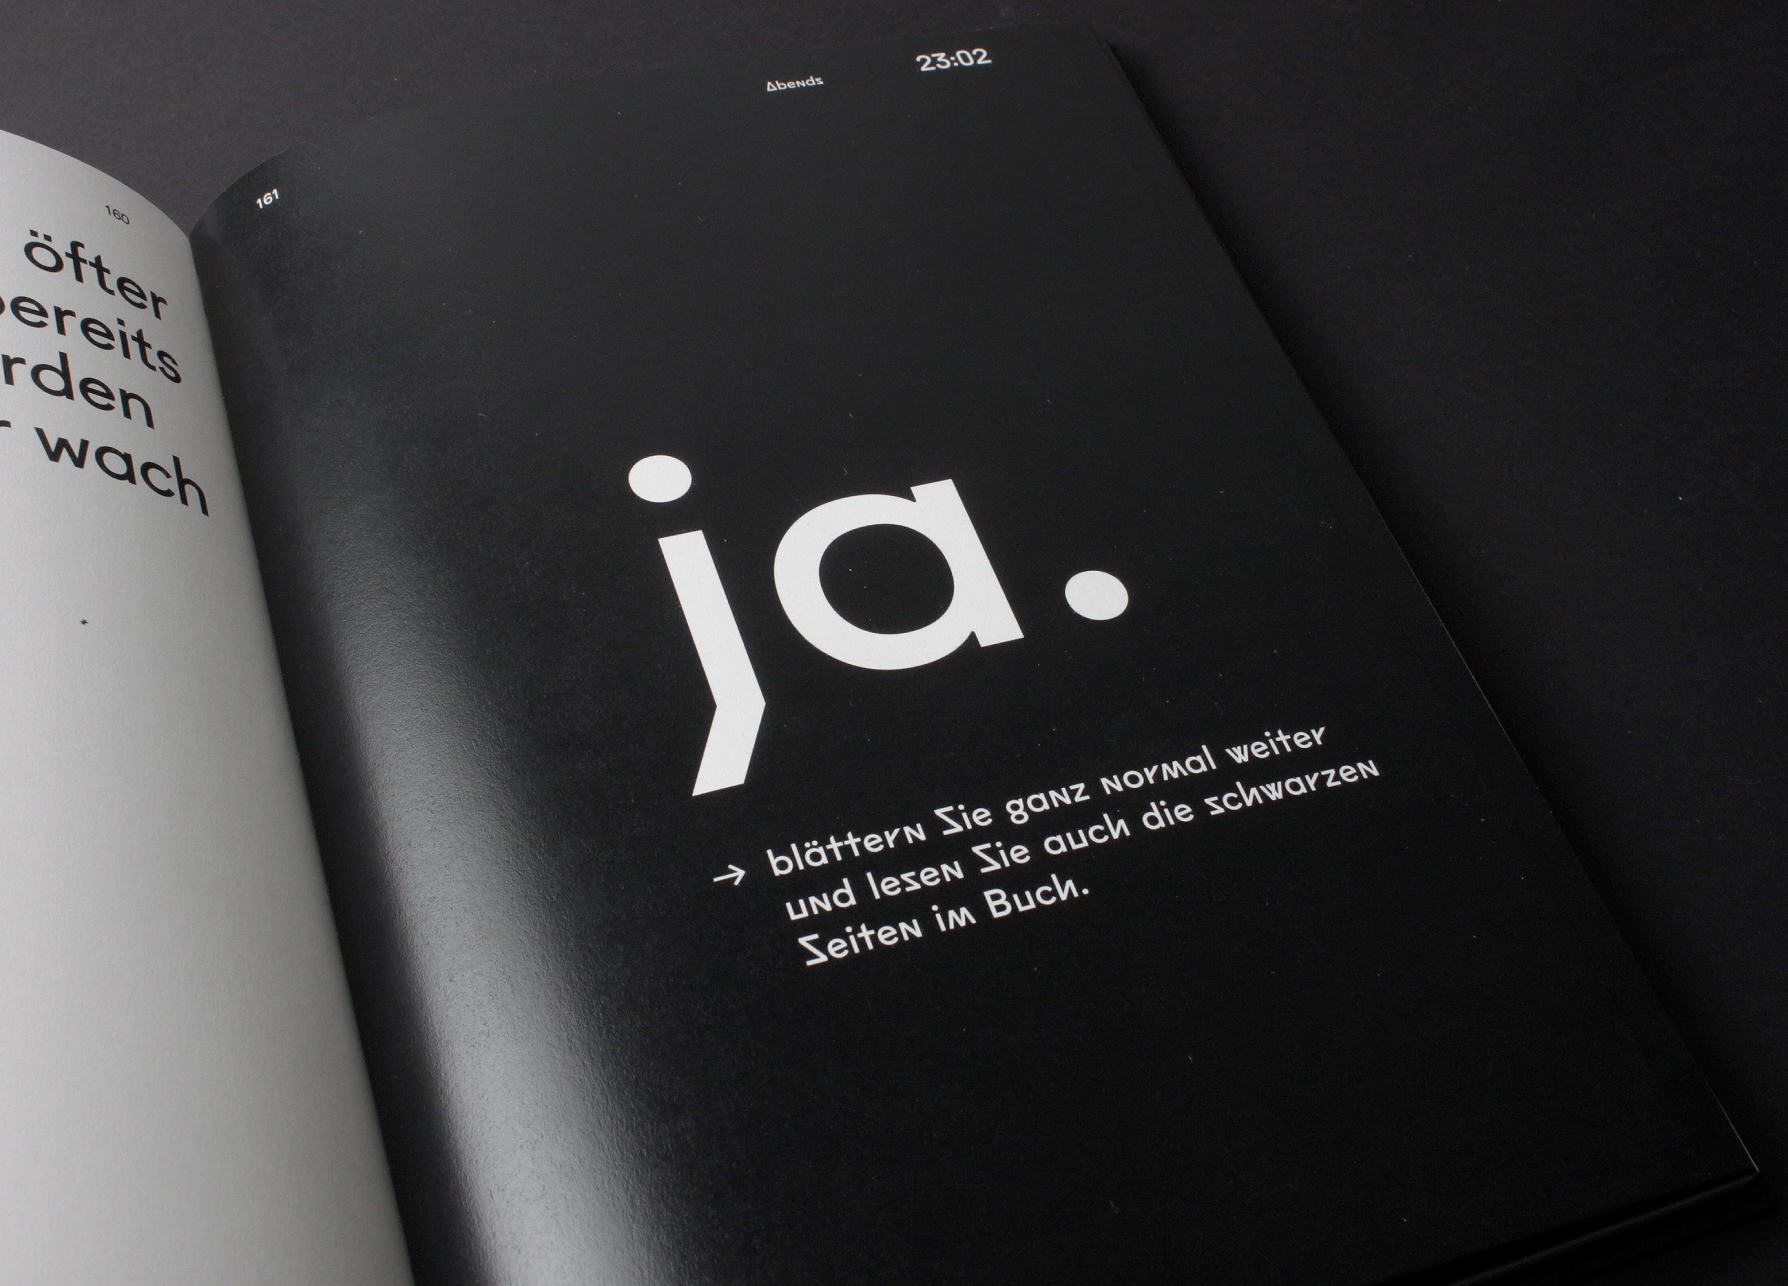 160
öfter
bereits
rden
wach
161
Abends
23:02
ja.
→ blättern Sie ganz normal weiter
und lesen Sie auch die schwarzen
Seiten im Buch.